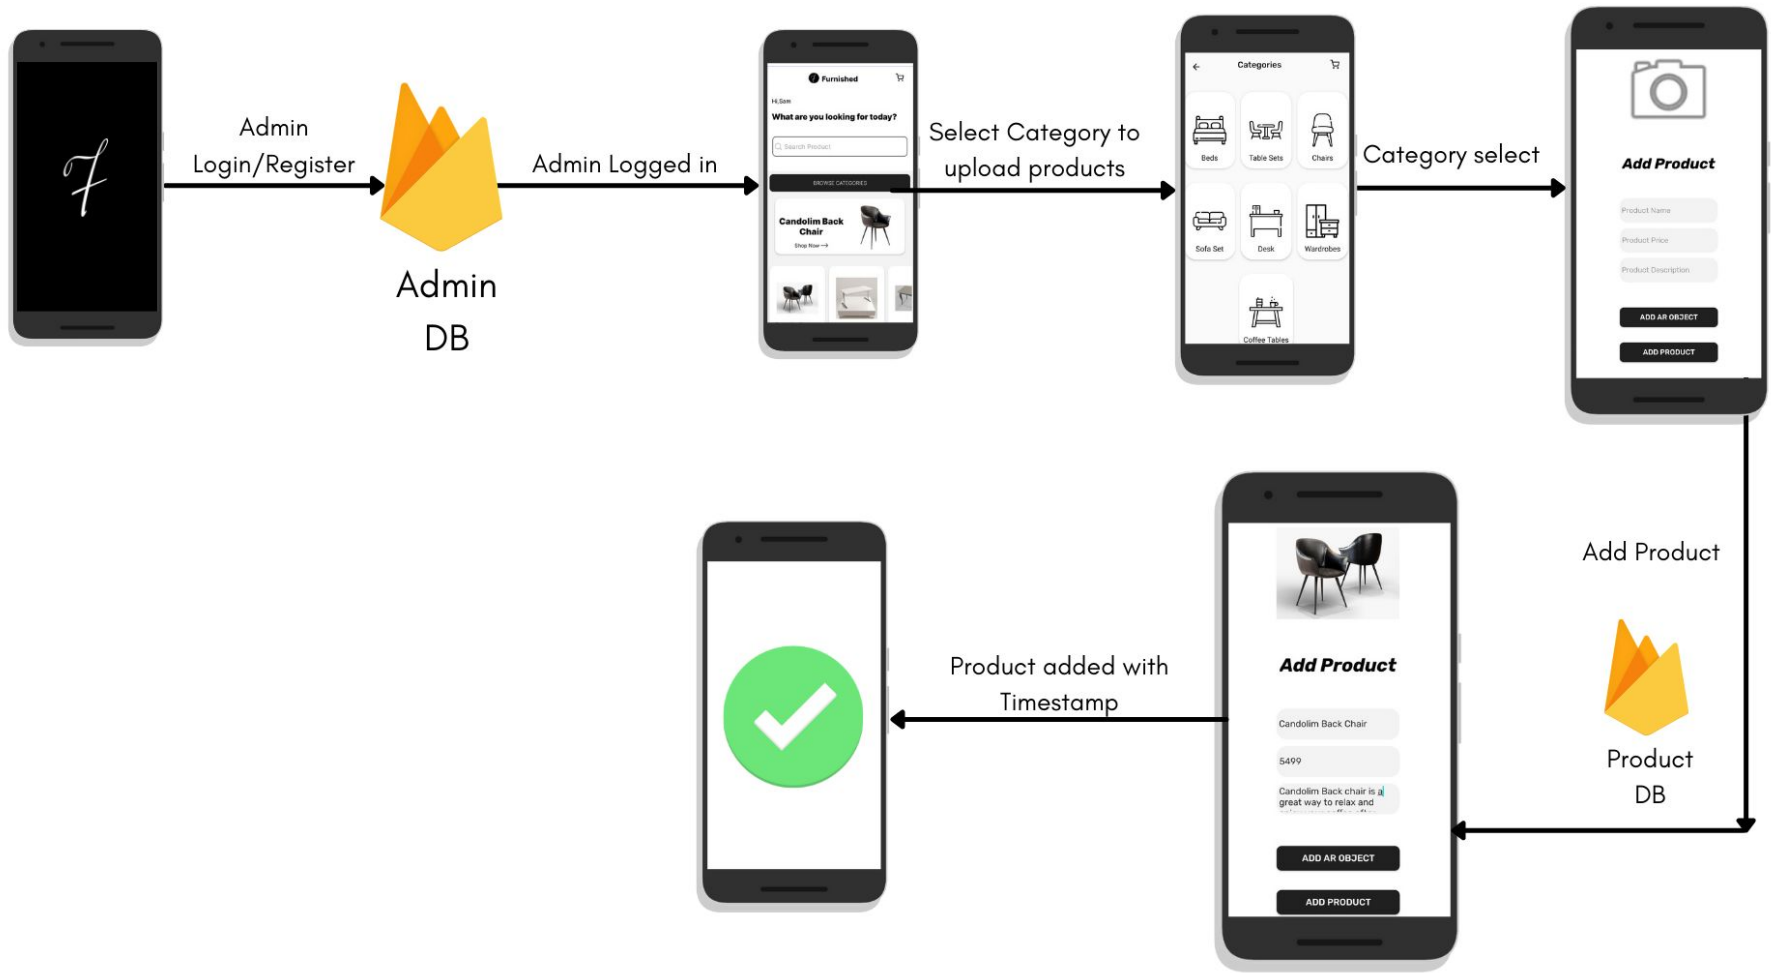 Admin
Login/Register
Admin
DB
Admin Logged in
Furnished
Hi,Sam
What are you looking for today?
Search Product
BROWSE CATEGORIES
Candolim Back
Chair
Shop Now
Select Category to
upload products
Categories
Beds
Table Sets
Chairs
Sofa Set
Desk
Wardrobes
Coffee Tables
Category select
Add Product
Product Name
Product Price
Product Description
ADD AR OBJECT
ADD PRODUCT
Add Product
Product
DB
Add Product
Candolim Back Chair
5499
Candolim Back chair is a
great way to relax and
ADD AR OBJECT
ADD PRODUCT
Product added with
Timestamp